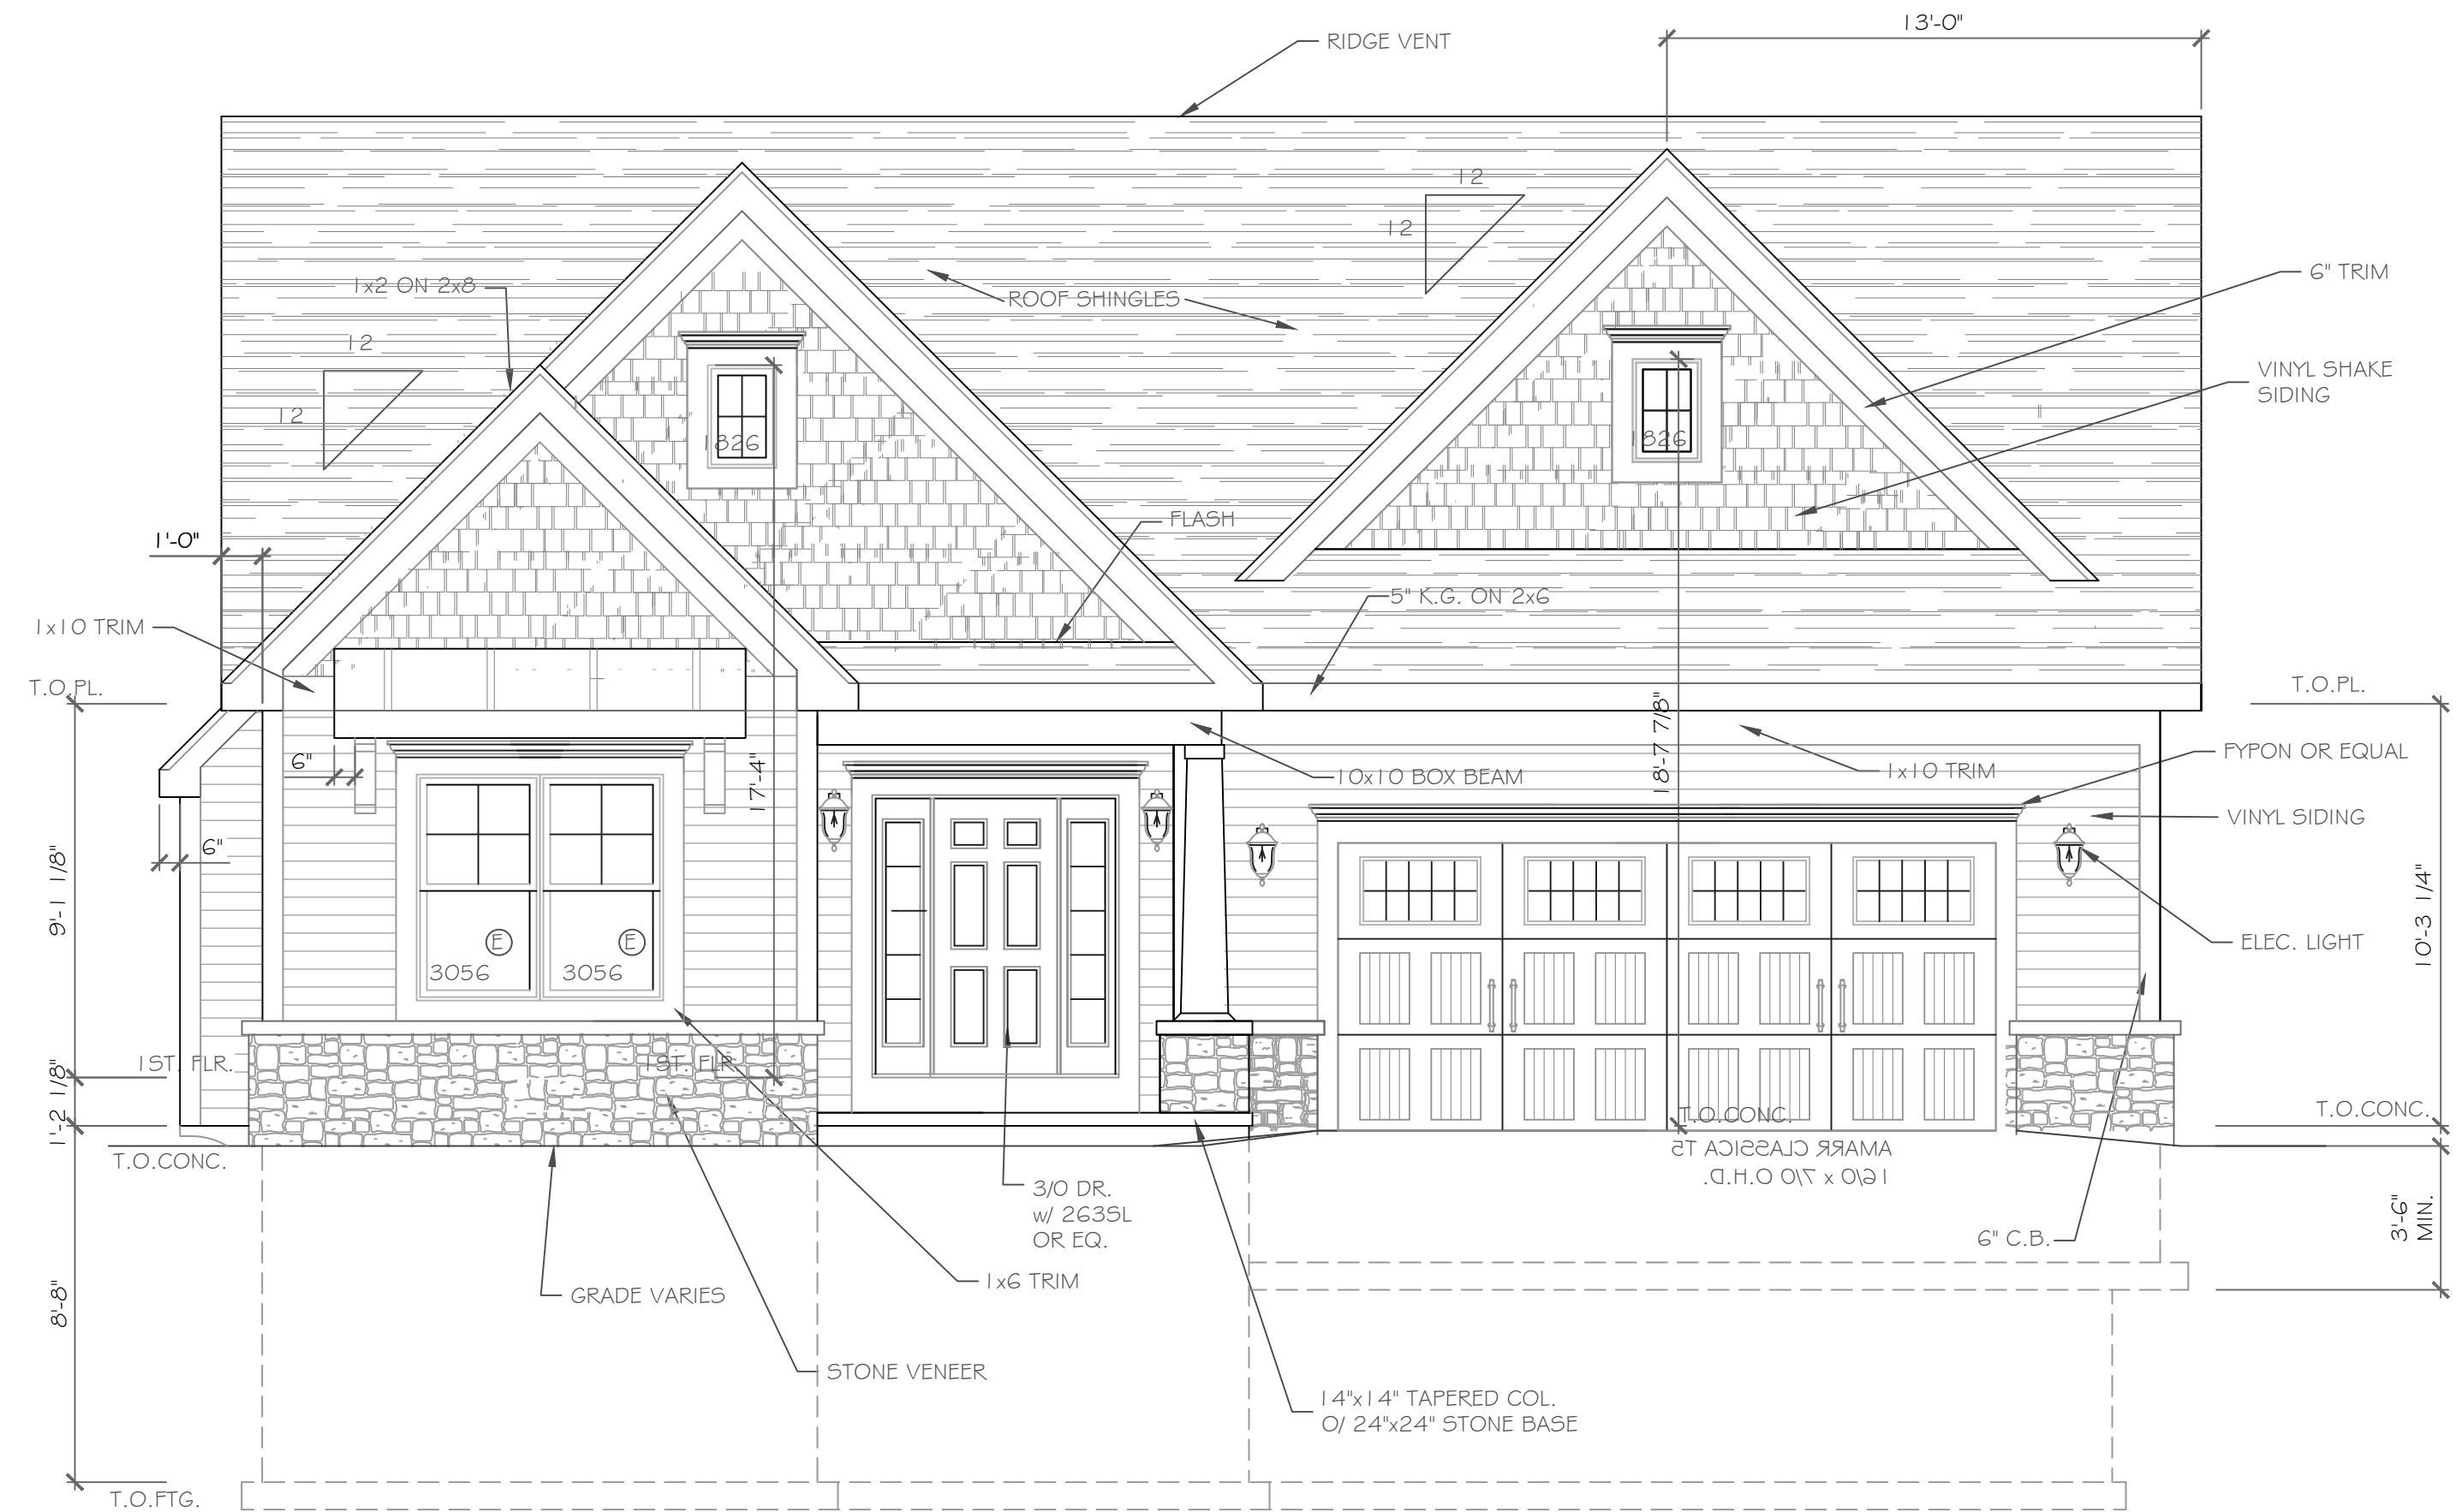 13'-0"
RIDGE VENT
12
12
6" TRIM
1x2 ON 2x8
ROOF SHINGLES
12
12
VINYL SHAKE
SIDING
1826
1826
FLASH
1'-0"
5" K.G. ON 2x6
1x10 TRIM
T.O.PL.
T.O.PL.
18'-7 7/8"
FYPON OR EQUAL
6"
17'-4"
10x10 BOX BEAM
1x10 TRIM
VINYL SIDING
6"
9'-1 1/8"
10'-3 1/4"
E
E
3056
3056
ELEC. LIGHT
1ST. FLR.
1ST. FLR.
1'-2 1/8"
T.O.CONC.
T.O.CONC.
T.O.CONC.
AMARR CLASSICA T5
16/0 x 7/0 O.H.D.
3/0 DR.
w/ 263SL
OR EQ.
3'-6"
MIN.
6" C.B.
1x6 TRIM
GRADE VARIES
8'-8"
STONE VENEER
14"x14" TAPERED COL.
O/ 24"x24" STONE BASE
T.O.FTG.